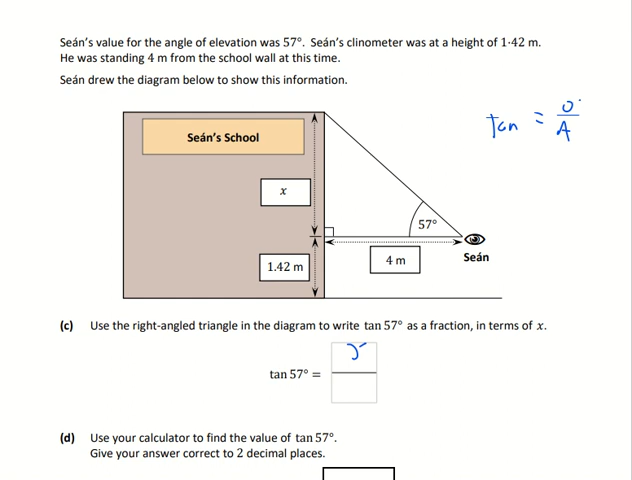 Seán's value for the angle of elevation was 57°. Seán's clinometer was at a height of 1·42 m.
He was standing 4 m from the school wall at this time.
Seán drew the diagram below to show this information.
Tan = O/A
Seán's School
x
57°
1.42 m
4 m
Seán
(c) Use the right-angled triangle in the diagram to write tan 57° as a fraction, in terms of x.
tan 57° =
(d) Use your calculator to find the value of tan 57°.
Give your answer correct to 2 decimal places.